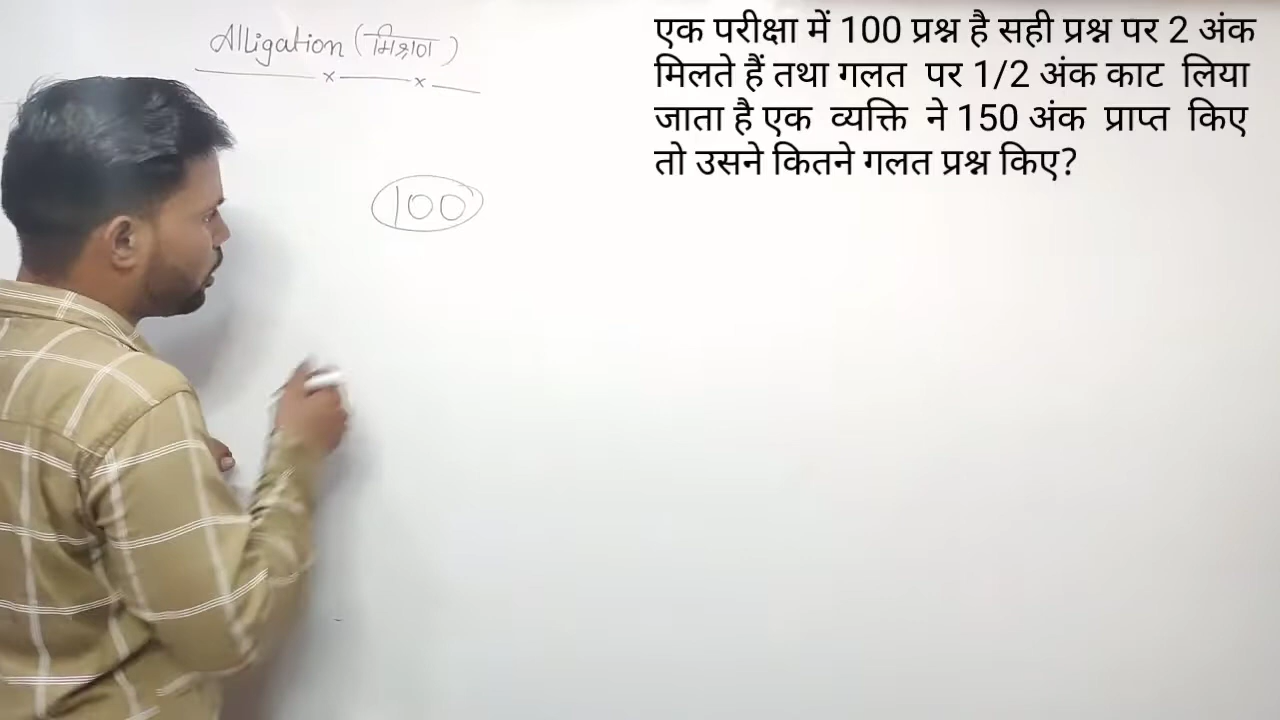 Alligation (मिश्रण)
100
एक परीक्षा में 100 प्रश्न है सही प्रश्न पर 2 अंक
मिलते हैं तथा गलत पर 1/2 अंक काट लिया
जाता है एक व्यक्ति ने 150 अंक प्राप्त किए
तो उसने कितने गलत प्रश्न किए?